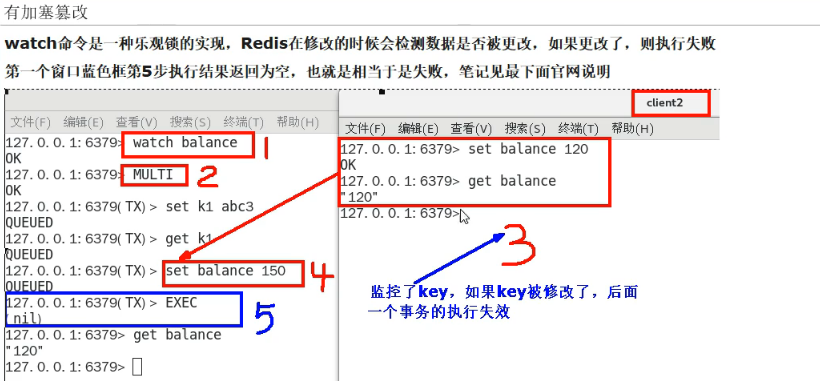 有加塞篡改
watch命令是一种乐观锁的实现，Redis在修改的时候会检测数据是否被更改，如果更改了，则执行失败
第一个窗口蓝色框第5步执行结果返回为空，也就是相当于是失败，笔记见最下面官网说明
文件(F) 编辑(E) 查看(V) 搜索(S) 终端(T) 帮助(H)
127.0.0.1:6379> watch balance
1
OK
127.0.0.1:6379> MULTI
2
OK
127.0.0.1:6379(TX)> set k1 abc3
QUEUED
127.0.0.1:6379(TX)> get k1
QUEUED
127.0.0.1:6379(TX)> set balance 150
4
QUEUED
127.0.0.1:6379(TX)> EXEC
5
(nil)
127.0.0.1:6379> get balance
"120"
127.0.0.1:6379>
client2
文件(F) 编辑(E) 查看(V) 搜索(S) 终端(T) 帮助(H)
127.0.0.1:6379> set balance 120
OK
127.0.0.1:6379> get balance
"120"
127.0.0.1:6379>
3
监控了key，如果key被修改了，后面
一个事务的执行失效